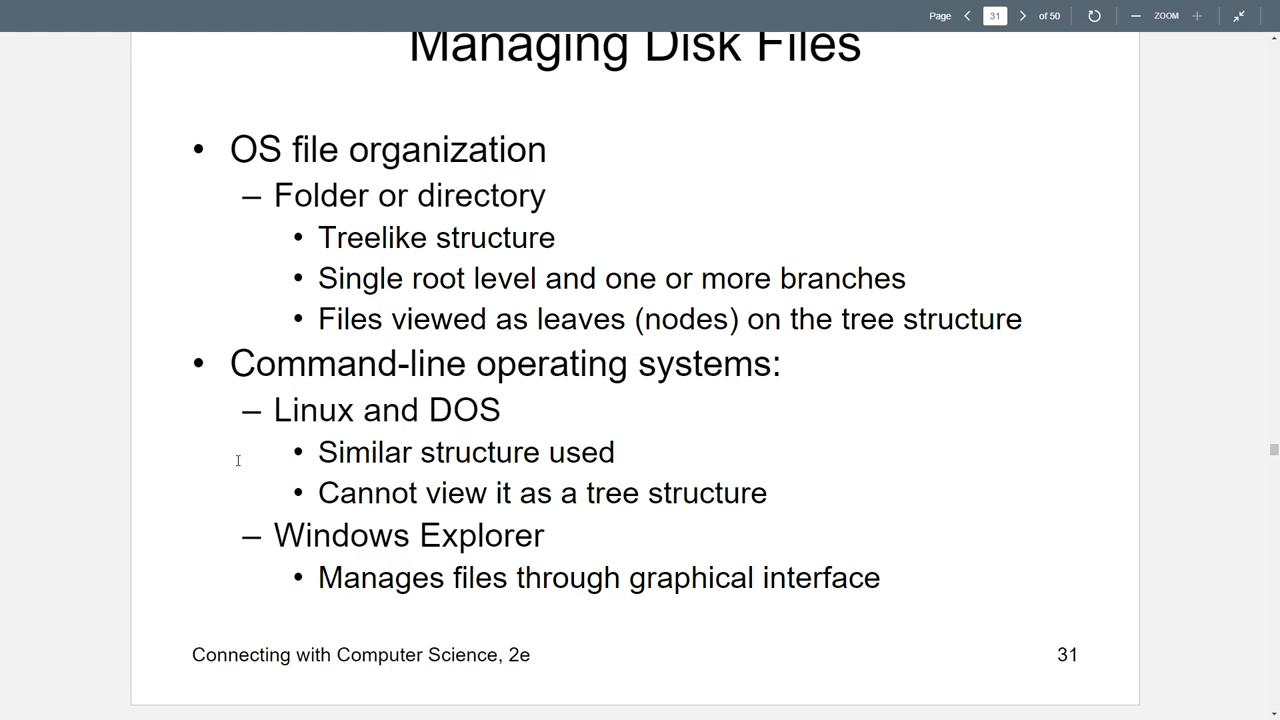 Page 31 of 50 ZOOM
Managing Disk Files
• OS file organization
– Folder or directory
• Treelike structure
• Single root level and one or more branches
• Files viewed as leaves (nodes) on the tree structure
• Command-line operating systems:
– Linux and DOS
• Similar structure used
• Cannot view it as a tree structure
– Windows Explorer
• Manages files through graphical interface
Connecting with Computer Science, 2e 31